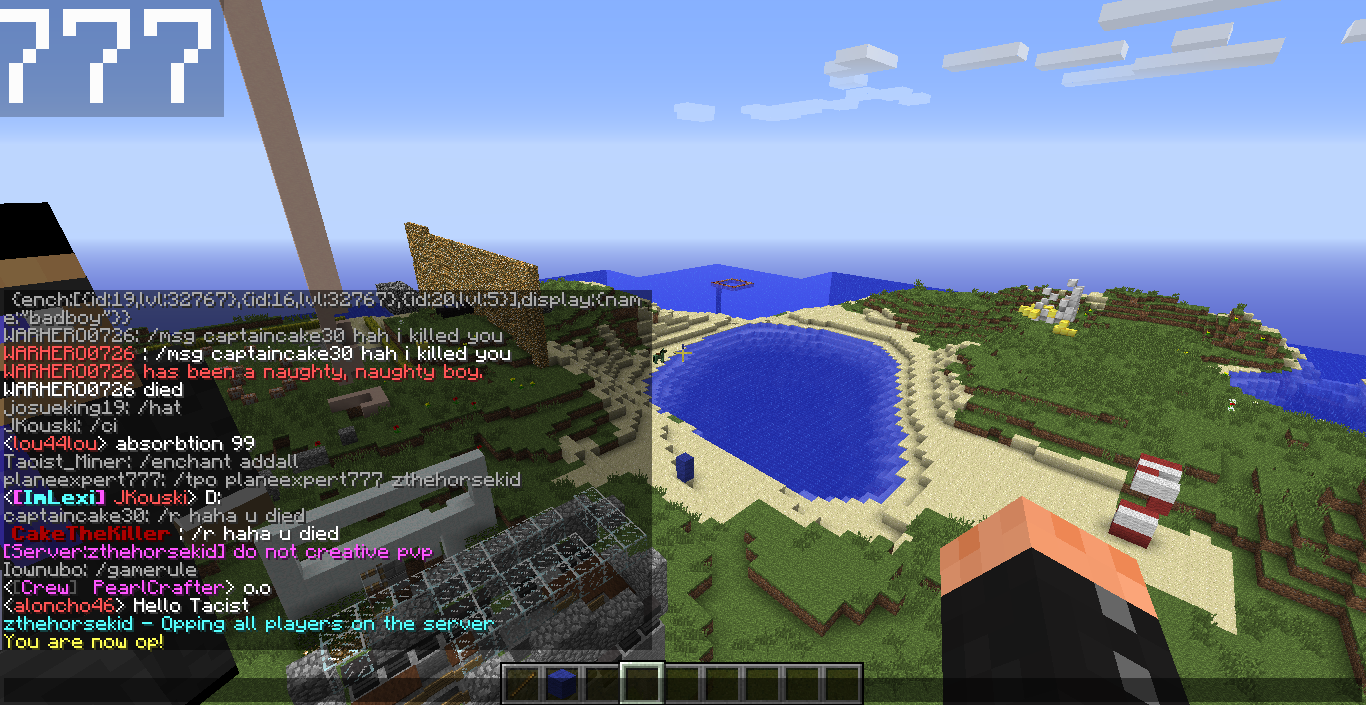 777
{ench:[{id:19,lvl:32767},{id:16,lvl:32767},{id:20,lvl:5}],display:{nam
e:"badboy"}}
WARHERO0726: /msg captaincake30 hah i killed you
WARHERO0726 : /msg captaincake30 hah i killed you
WARHERO0726 has been a naughty, naughty boy.
WARHERO0726 died
josueking19: /hat
JKouski: /ci
<lou44lou> absorbtion 99
Taoist_Miner: /enchant addall
planeexpert777: /tpo planeexpert777 zthehorsekid
<[ImLexi] JKouski> D:
captaincake30: /r haha u died
CakeTheKiller : /r haha u died
[Server:zthehorsekid] do not creative pvp
Iownubo: /gamerule
<[Crew] PearlCrafter> o.o
<aloncho46> Hello Tacist
zthehorsekid - Opping all players on the server
You are now op!